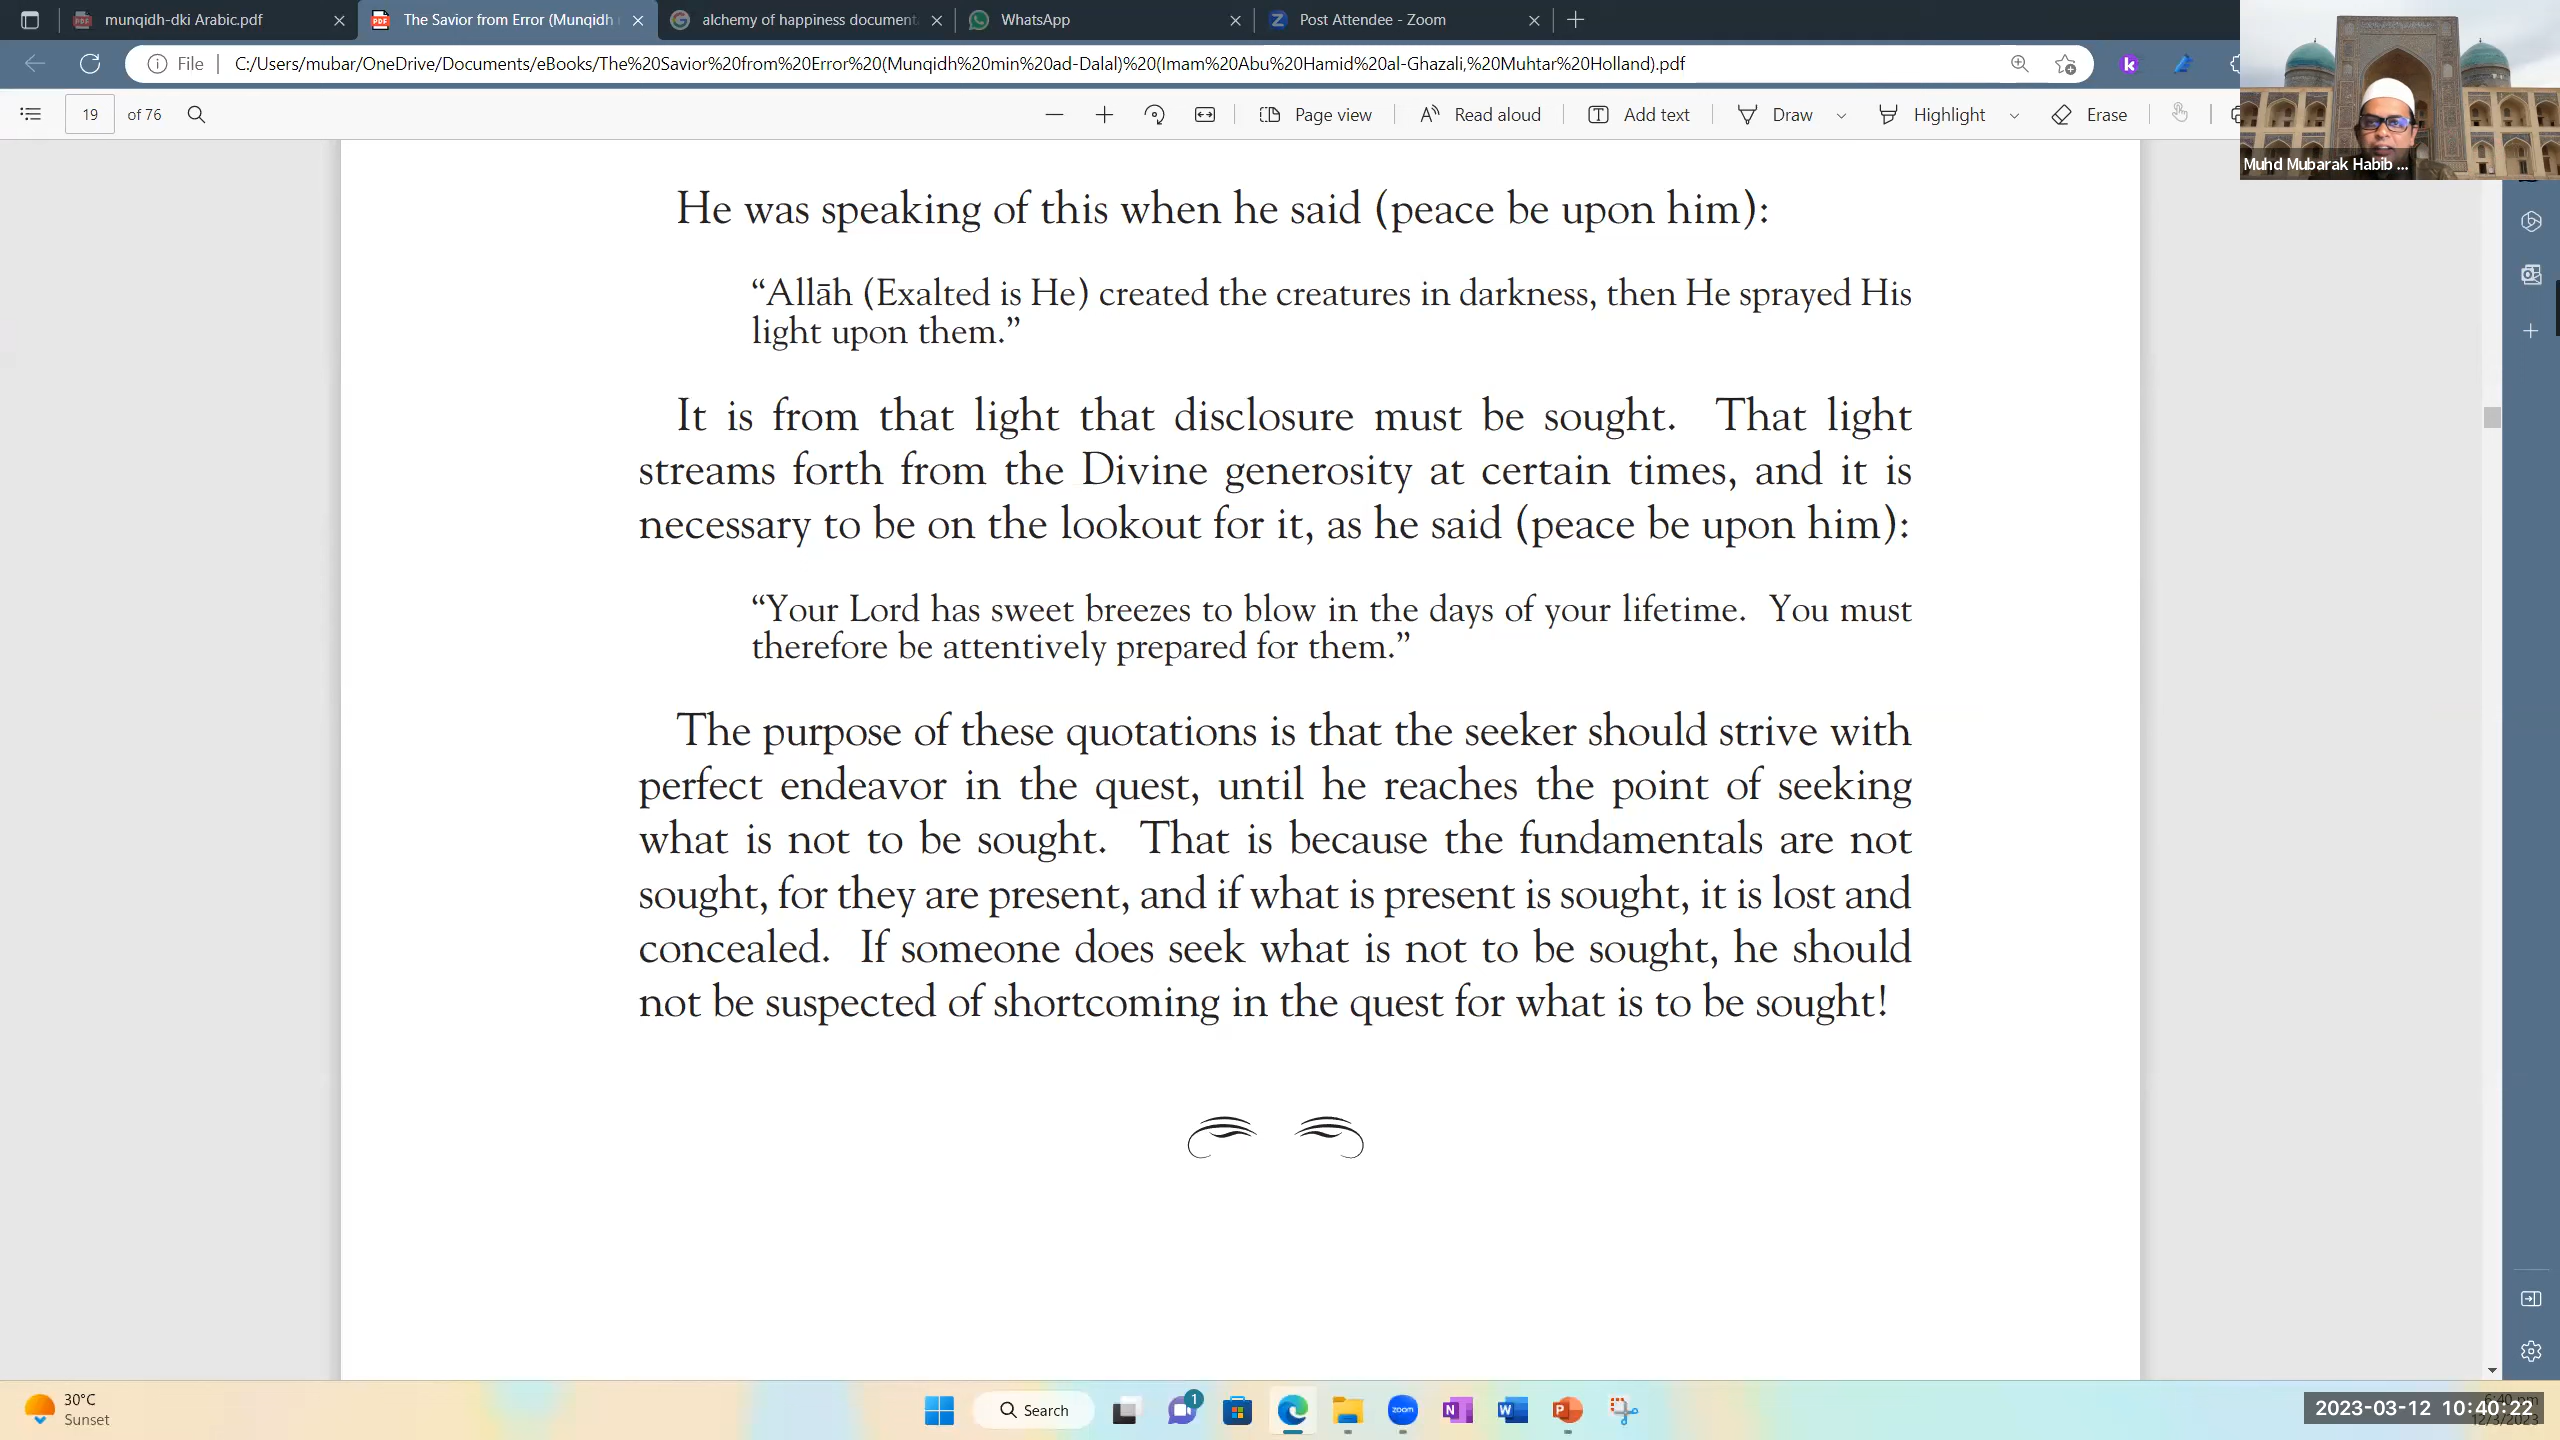 munqidh-dki Arabic.pdf
The Savior from Error (Munqidh
alchemy of happiness document
WhatsApp
Post Attendee - Zoom
File
C:/Users/mubar/OneDrive/Documents/eBooks/The%20Savior%20from%20Error%20(Munqidh%20min%20ad-Dalal)%20(Imam%20Abu%20Hamid%20al-Ghazali,%20Muhtar%20Holland).pdf
19 of 76
Page view
Read aloud
Add text
Draw
Highlight
Erase
Muhd Mubarak Habib ...
He was speaking of this when he said (peace be upon him):
“Allāh (Exalted is He) created the creatures in darkness, then He sprayed His
light upon them.”
It is from that light that disclosure must be sought. That light
streams forth from the Divine generosity at certain times, and it is
necessary to be on the lookout for it, as he said (peace be upon him):
“Your Lord has sweet breezes to blow in the days of your lifetime. You must
therefore be attentively prepared for them.”
The purpose of these quotations is that the seeker should strive with
perfect endeavor in the quest, until he reaches the point of seeking
what is not to be sought. That is because the fundamentals are not
sought, for they are present, and if what is present is sought, it is lost and
concealed. If someone does seek what is not to be sought, he should
not be suspected of shortcoming in the quest for what is to be sought!
30°C
Sunset
Search
1
zoom
2023-03-12 10:40:22